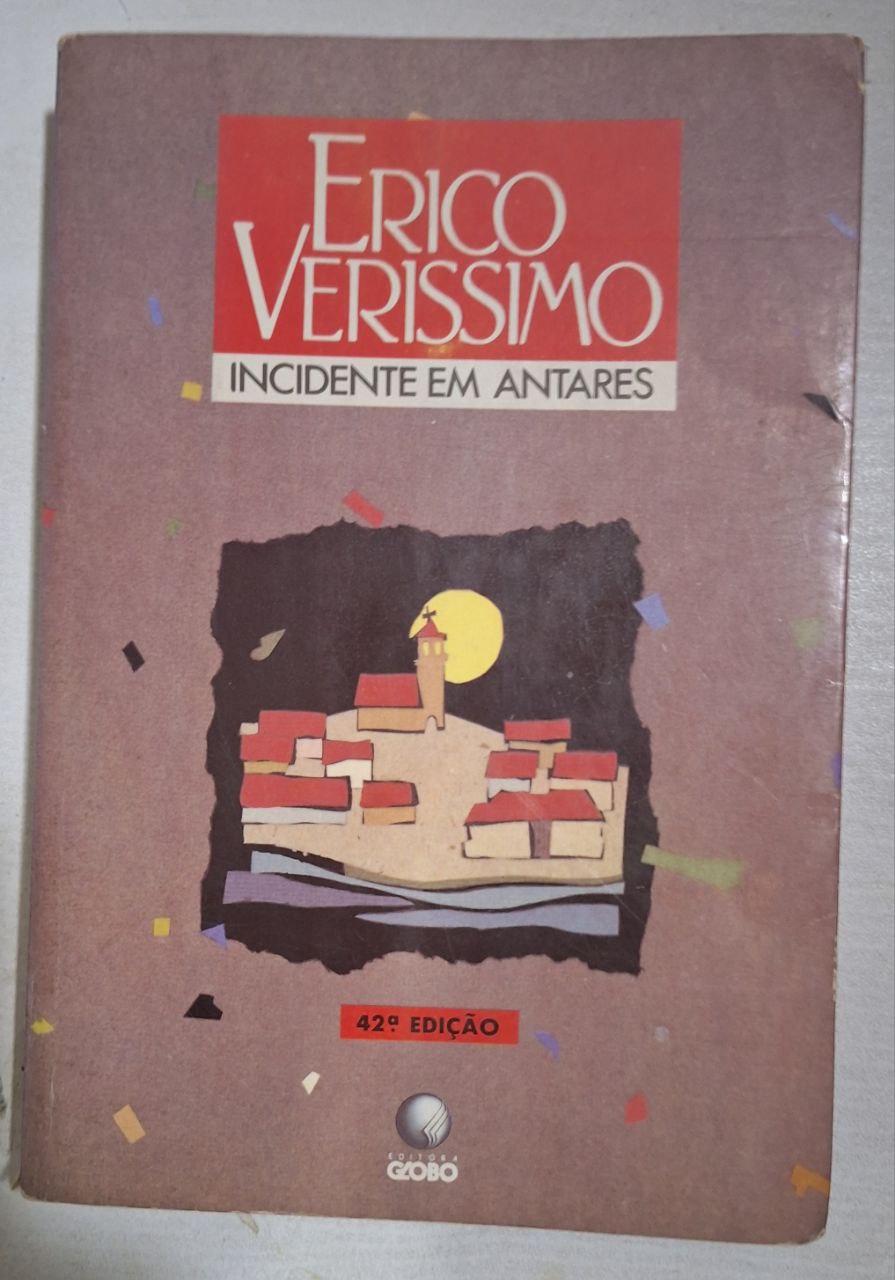 ERICO
VERISSIMO
INCIDENTE EM ANTARES
42ª EDIÇÃO
EDITORA
GLOBO